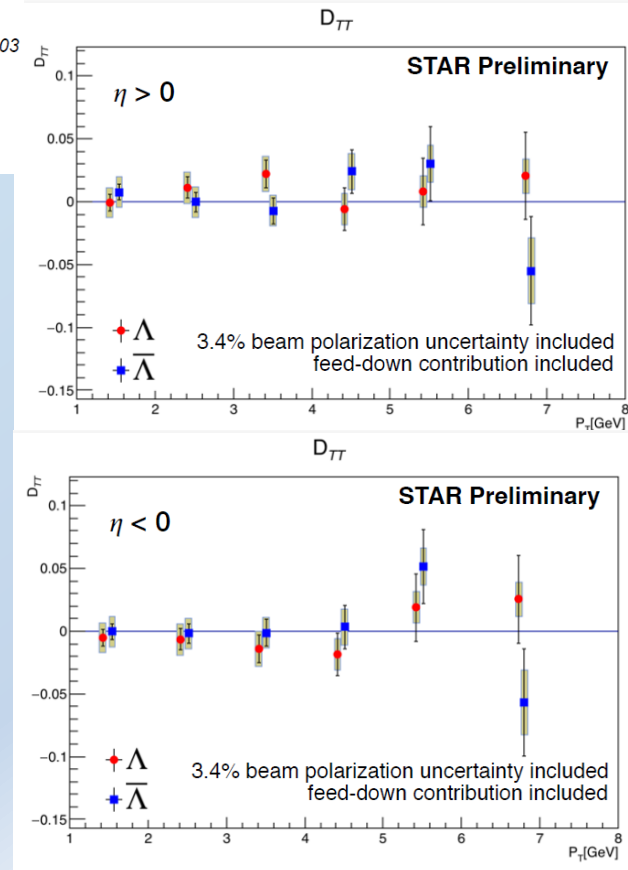 03
D_TT
D_TT
STAR Preliminary
η > 0
0.1
0.05
0
−0.05
−0.1
−0.15
Λ
Λ̅
3.4% beam polarization uncertainty included
feed-down contribution included
1 2 3 4 5 6 7 8
P_T[GeV]
D_TT
D_TT
STAR Preliminary
η < 0
0.1
0.05
0
−0.05
−0.1
−0.15
Λ
Λ̅
3.4% beam polarization uncertainty included
feed-down contribution included
1 2 3 4 5 6 7 8
P_T[GeV]